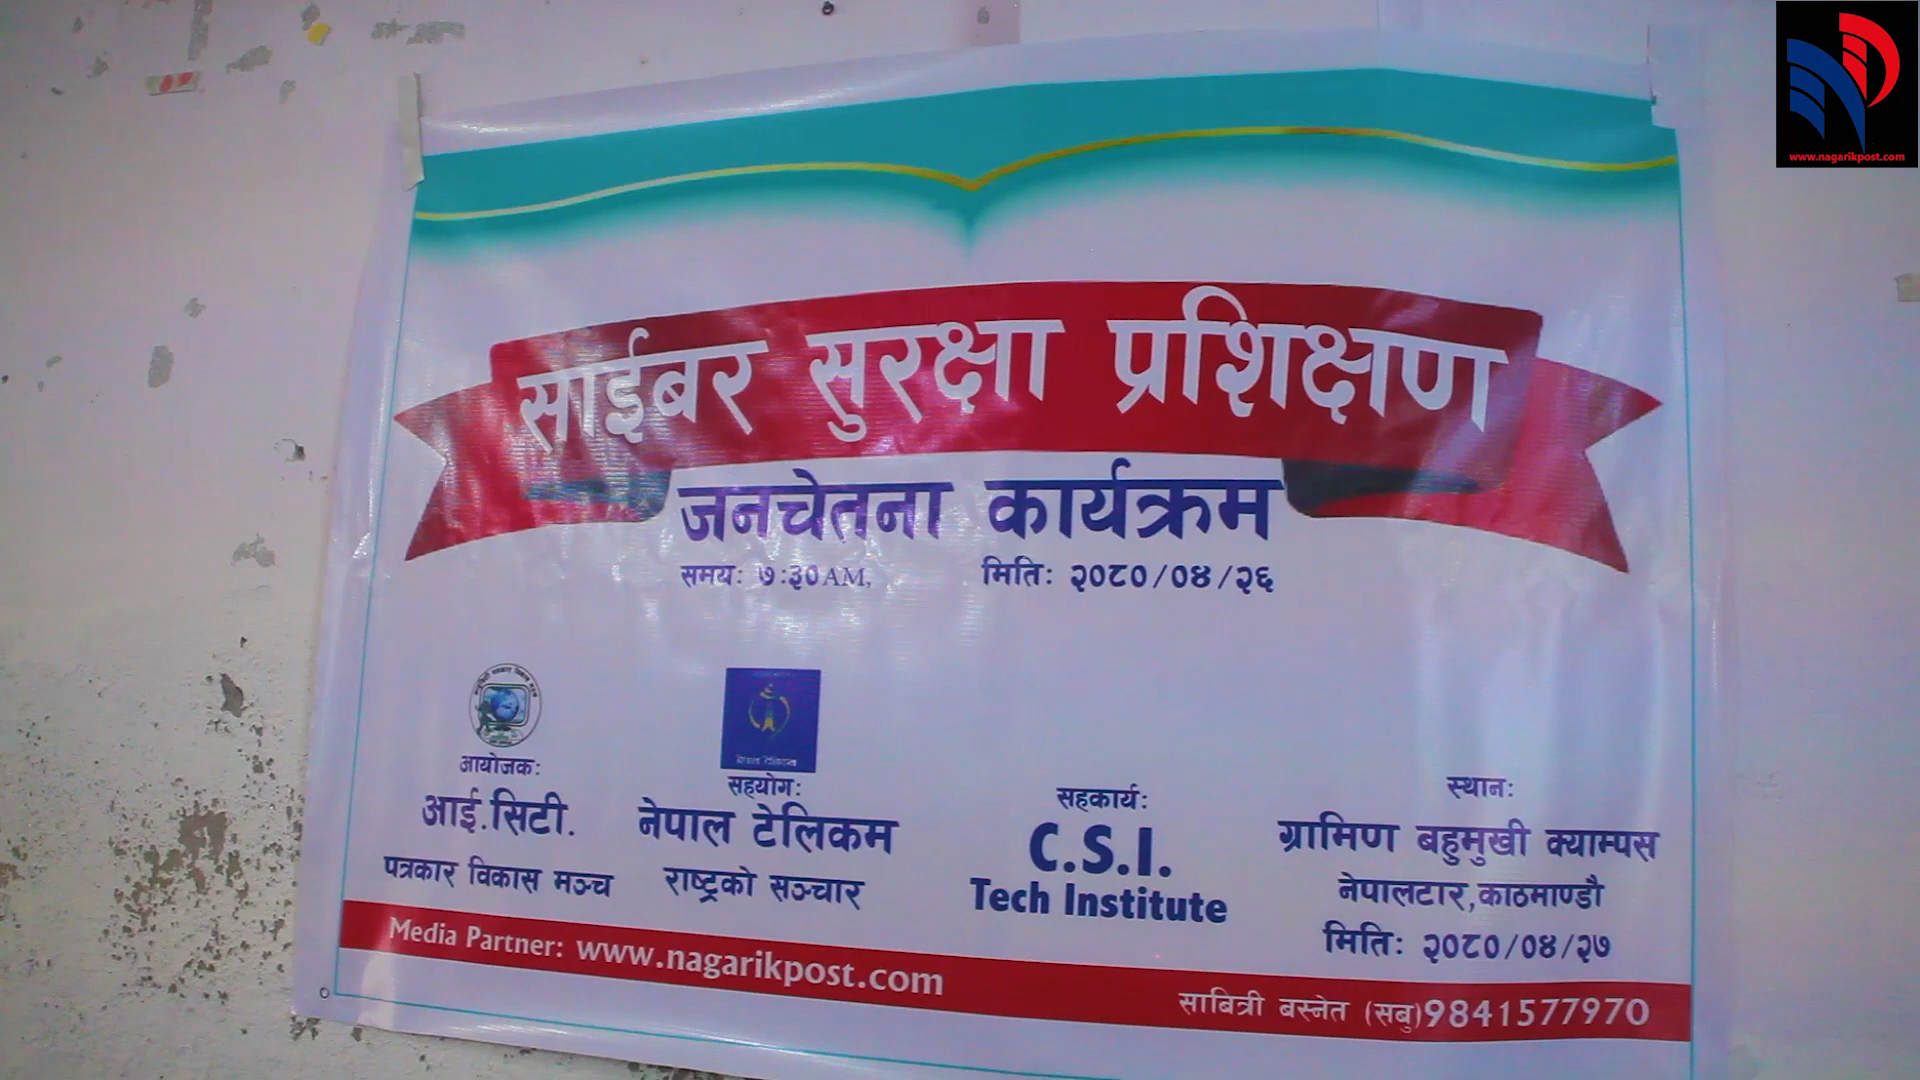 www.nagarikpost.com
साईबर सुरक्षा प्रशिक्षण
जनचेतना कार्यक्रम
समय: ७:३० AM, मिति: २०८०/०४/२६
आयोजक:
आई.सिटी.
पत्रकार विकास मञ्च
नेपाल टेलिकम
सहयोग:
नेपाल टेलिकम
राष्ट्रको सञ्चार
सहकार्य:
C.S.I.
Tech Institute
स्थान:
ग्रामिण बहुमुखी क्याम्पस
नेपालटार,काठमाण्डौ
मिति: २०८०/०४/२७
Media Partner: www.nagarikpost.com
साबित्री बस्नेत (सबु)9841577970